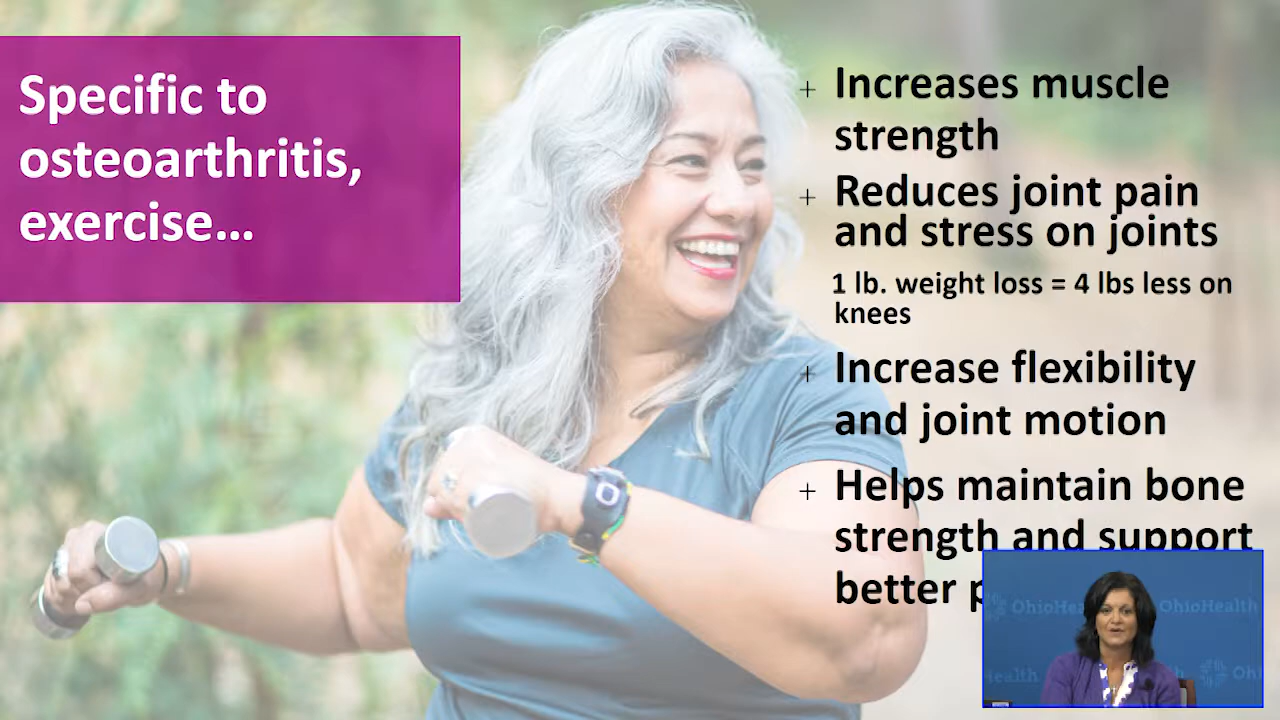 Specific to
osteoarthritis,
exercise...
+ Increases muscle
strength
+ Reduces joint pain
and stress on joints
1 lb. weight loss = 4 lbs less on
knees
+ Increase flexibility
and joint motion
+ Helps maintain bone
strength and support
better
OhioHealth